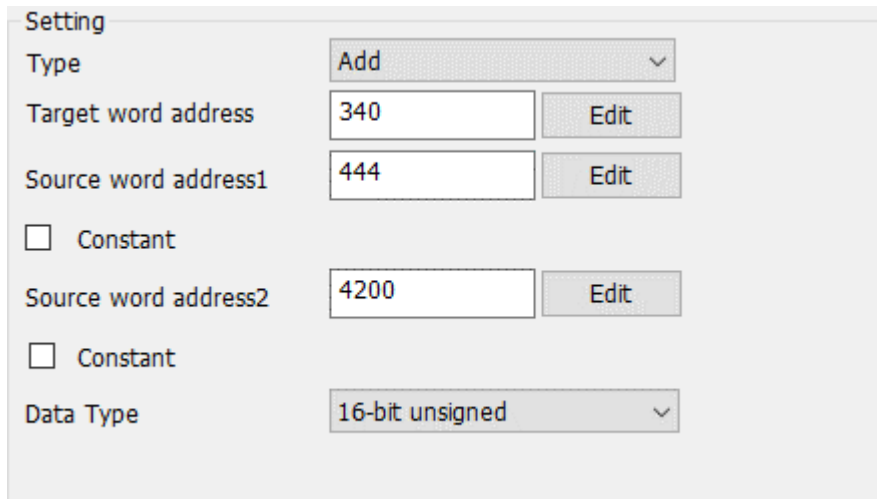 Setting
Type Add
Target word address 340 Edit
Source word address1 444 Edit
Constant
Source word address2 4200 Edit
Constant
Data Type 16-bit unsigned